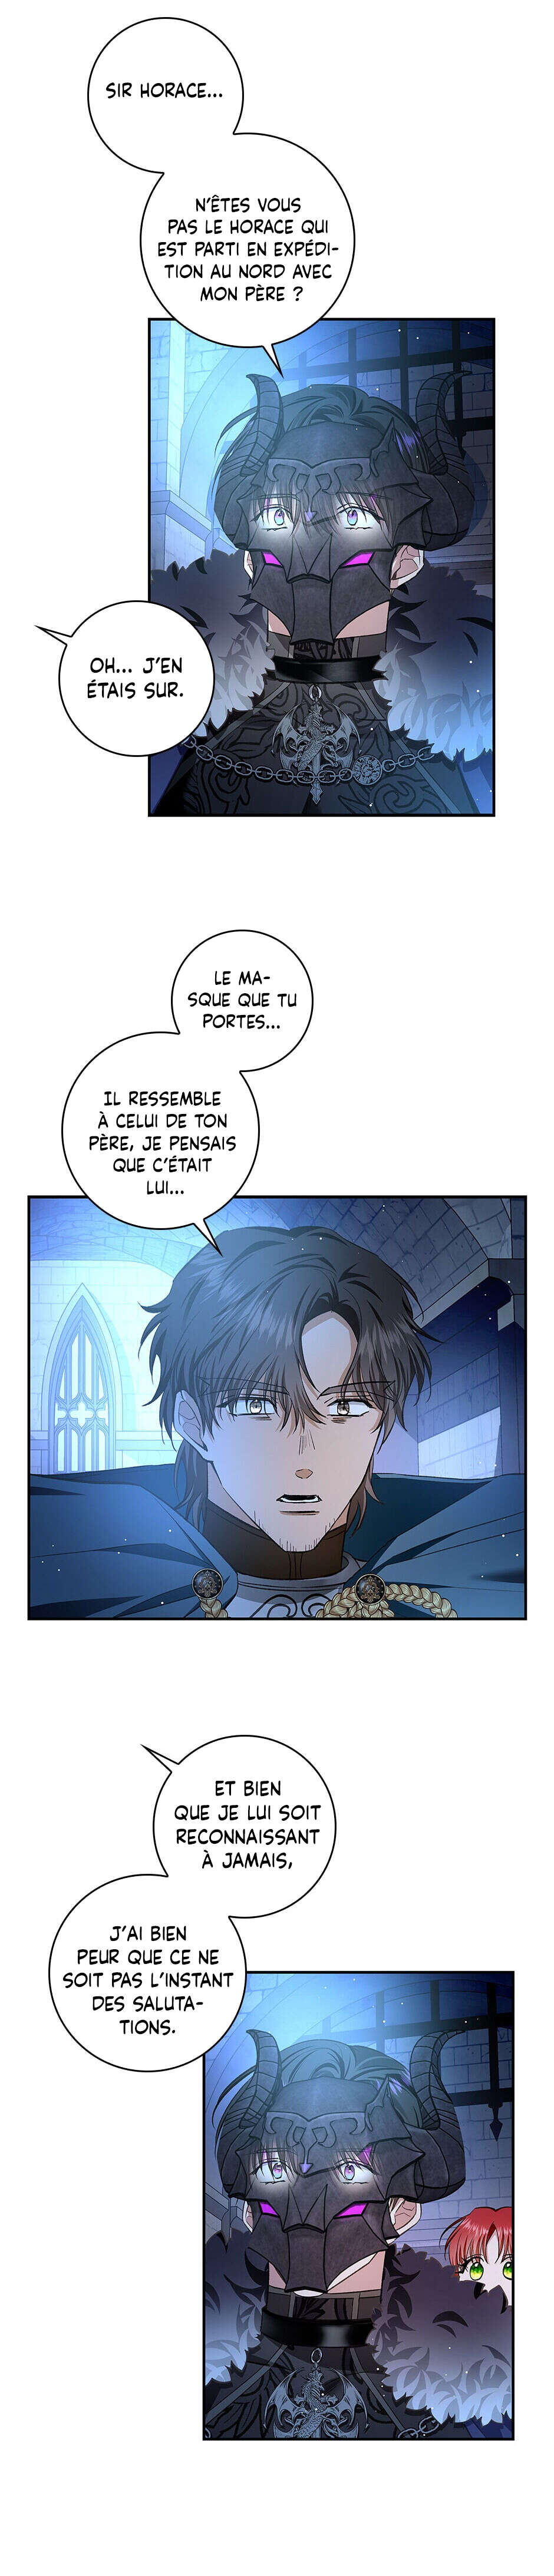 SIR HORACE...
N'ÊTES VOUS
PAS LE HORACE QUI
EST PARTI EN EXPÉDI-
TION AU NORD AVEC
MON PÈRE ?
OH... J'EN
ÉTAIS SUR.
LE MA-
SQUE QUE TU
PORTES...
IL RESSEMBLE
À CELUI DE TON
PÈRE, JE PENSAIS
QUE C'ÉTAIT
LUI...
ET BIEN
QUE JE LUI SOIT
RECONNAISSANT
À JAMAIS,
J'AI BIEN
PEUR QUE CE NE
SOIT PAS L'INSTANT
DES SALUTA-
TIONS.